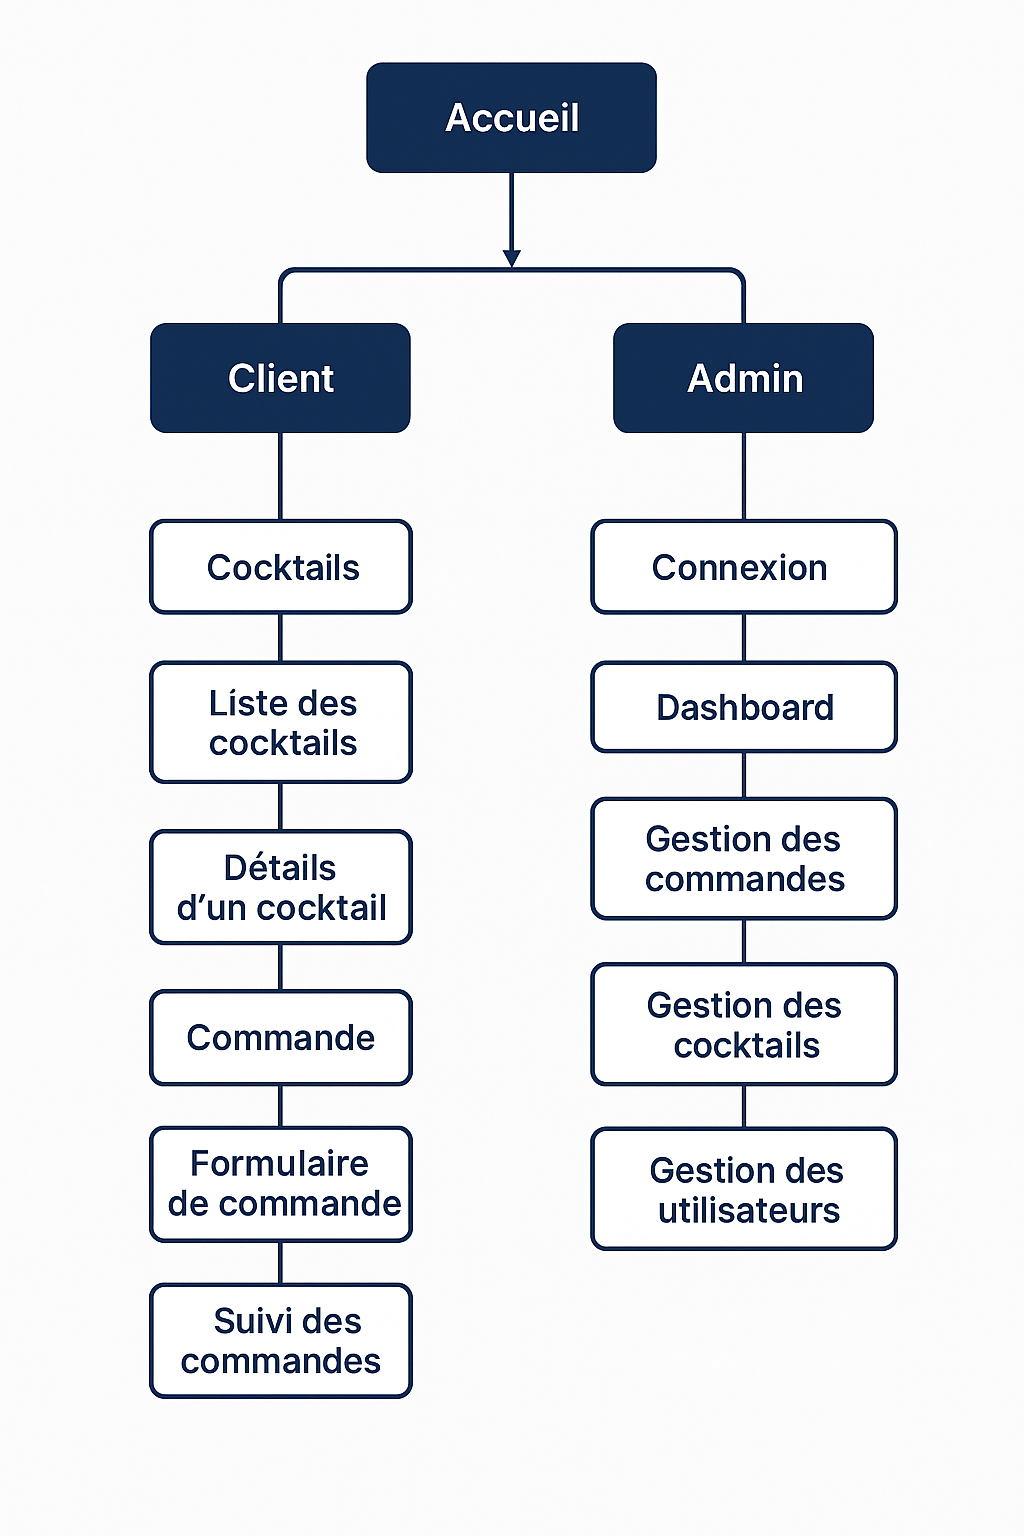 Accueil
Client
Admin
Cocktails
Líste des
cocktails
Détails
d’un cocktail
Commande
Formulaire
de commande
Suivi des
commandes
Connexion
Dashboard
Gestion des
commandes
Gestion des
cocktails
Gestion des
utilisateurs